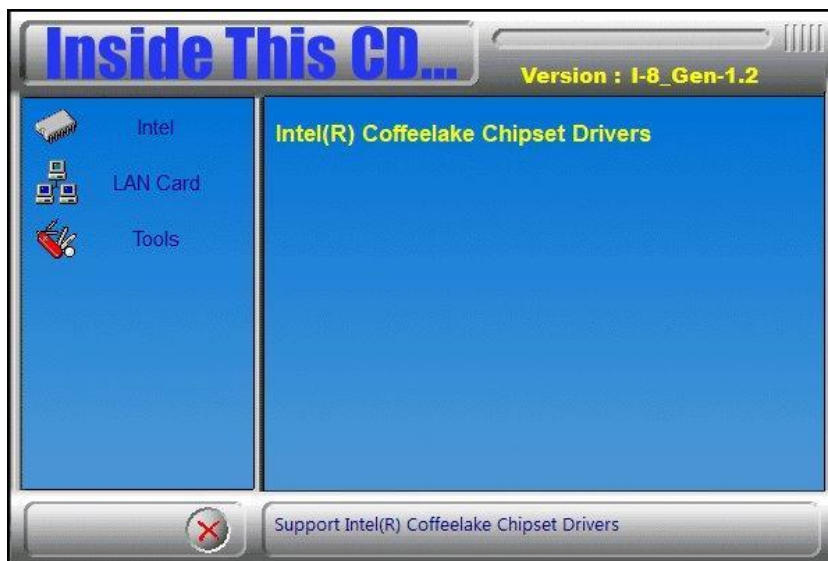 Inside This CD...
Version : I-8_Gen-1.2
Intel
LAN Card
Tools
Intel(R) Coffeelake Chipset Drivers
Support Intel(R) Coffeelake Chipset Drivers